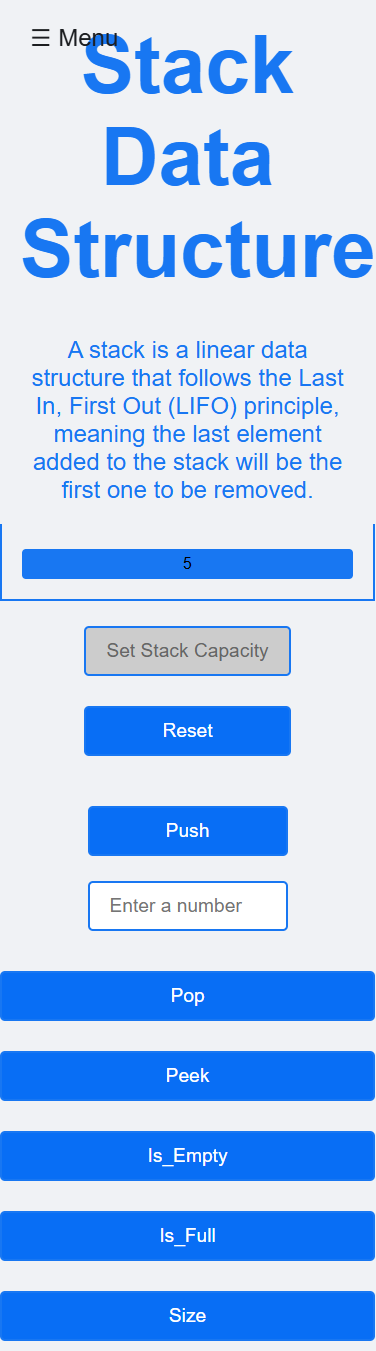 ☰ Menu
Stack
Data
Structure
A stack is a linear data
structure that follows the Last
In, First Out (LIFO) principle,
meaning the last element
added to the stack will be the
first one to be removed.
5
Set Stack Capacity
Reset
Push
Enter a number
Pop
Peek
Is_Empty
Is_Full
Size